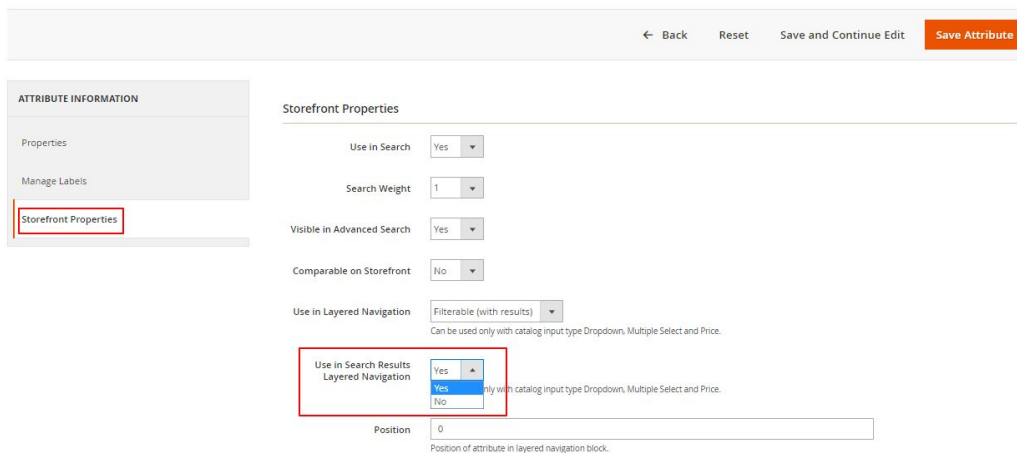 ← Back Reset Save and Continue Edit Save Attribute
ATTRIBUTE INFORMATION
Properties
Manage Labels
Storefront Properties
Storefront Properties
Use in Search Yes
Search Weight 1
Visible in Advanced Search Yes
Comparable on Storefront No
Use in Layered Navigation Filterable (with results)
Can be used only with catalog input type Dropdown, Multiple Select and Price.
Use in Search Results
Layered Navigation
Yes
Yes
No
with catalog input type Dropdown, Multiple Select and Price.
Position 0
Position of attribute in layered navigation block.